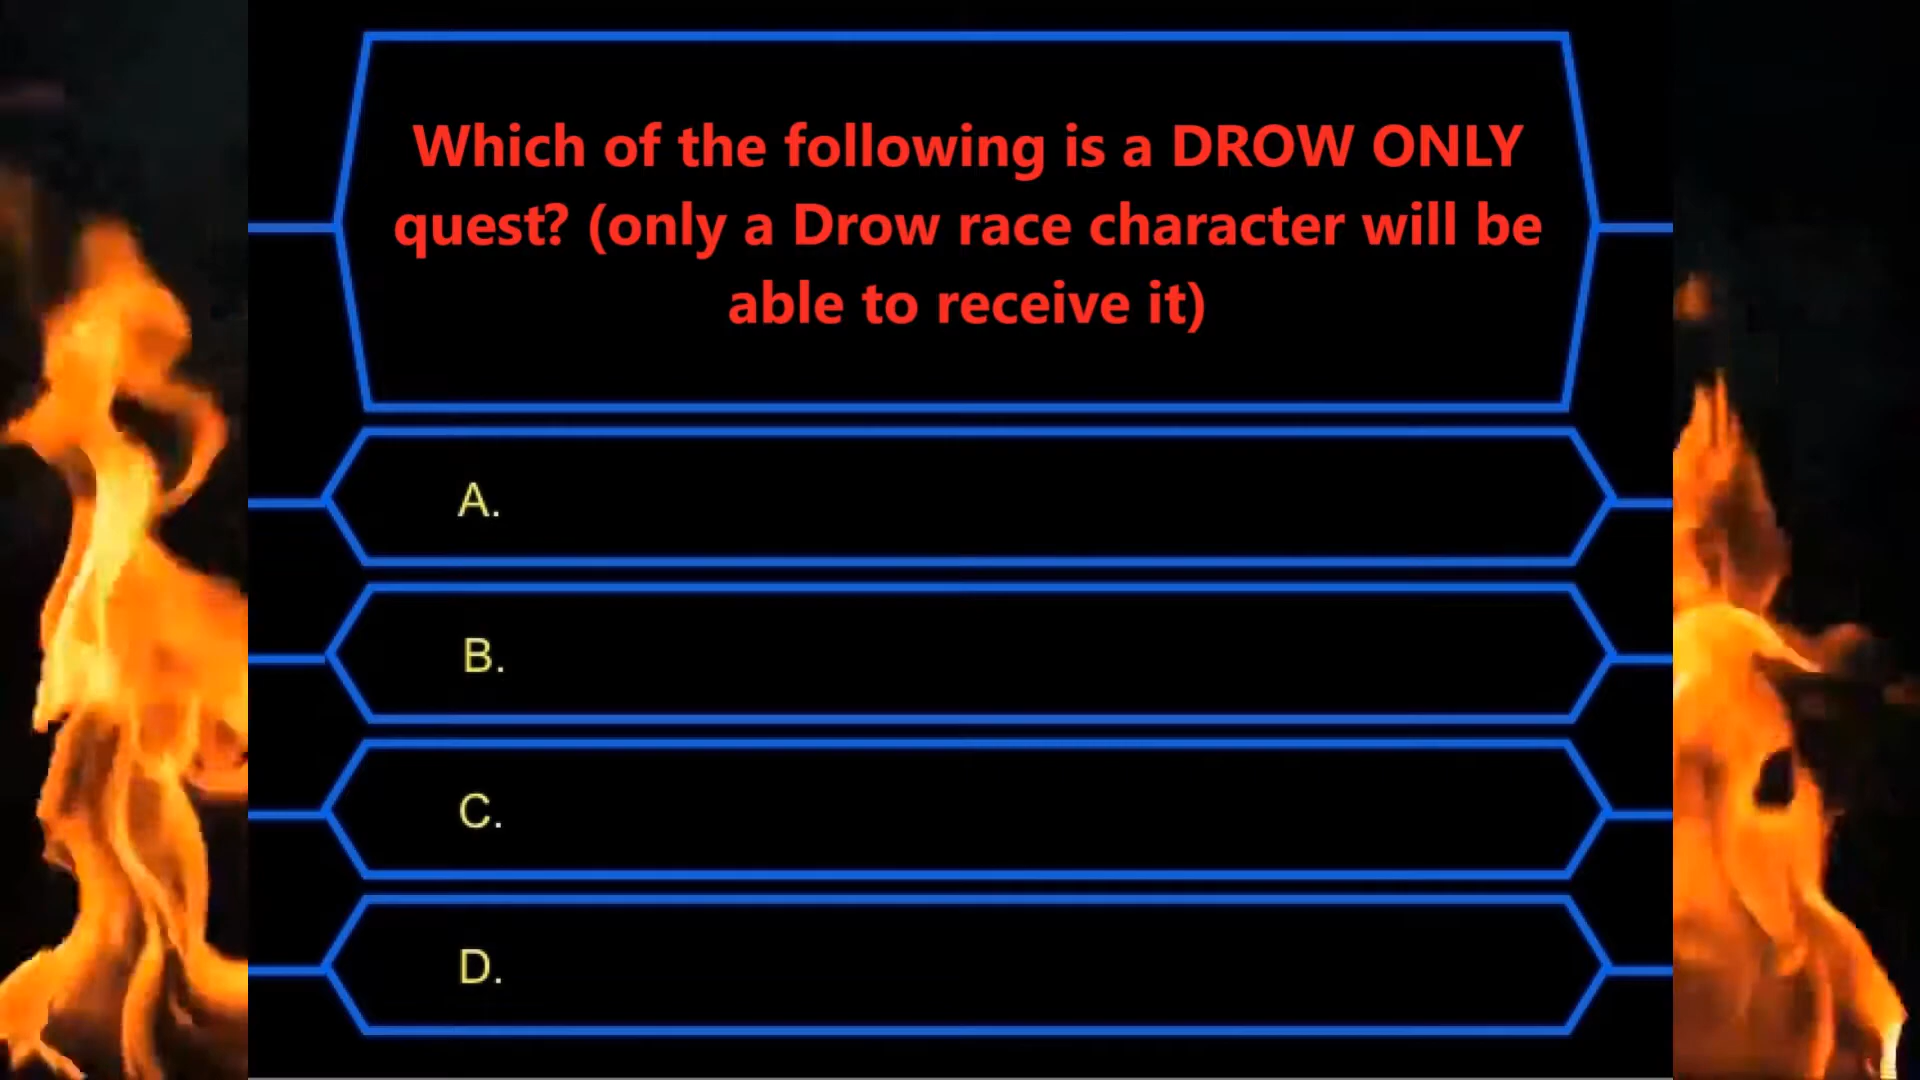 Which of the following is a DROW ONLY
quest? (only a Drow race character will be
able to receive it)
A.
B.
C.
D.